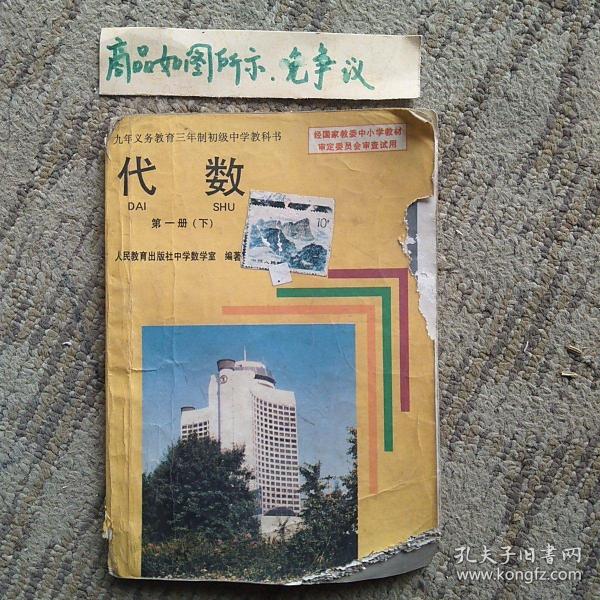 商品如图所示.免争议
九年义务教育三年制初级中学教科书
经国家教委中小学教材
审定委员会审查试用
代 数
DAI SHU
第一册(下)
10分
人民教育出版社中学数学室 编著
孔夫子旧书网
www.kongfz.com